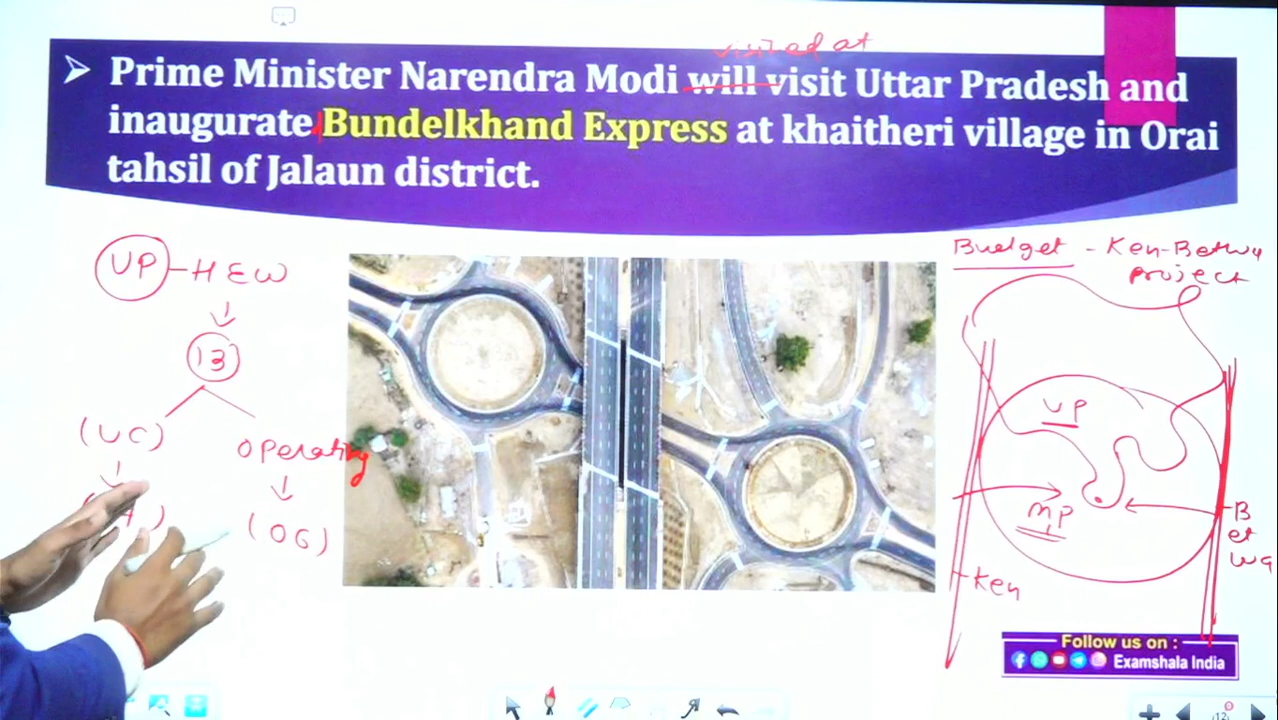 visited at
➤ Prime Minister Narendra Modi will visit Uttar Pradesh and
inaugurate Bundelkhand Express at khaitheri village in Orai
tahsil of Jalaun district.
UP - HEW
13
(UC)
operating
(06)
Budget - Ken-Betwa
project
UP
MP
Ken
B
et
wa
Follow us on :
Examshala India
12